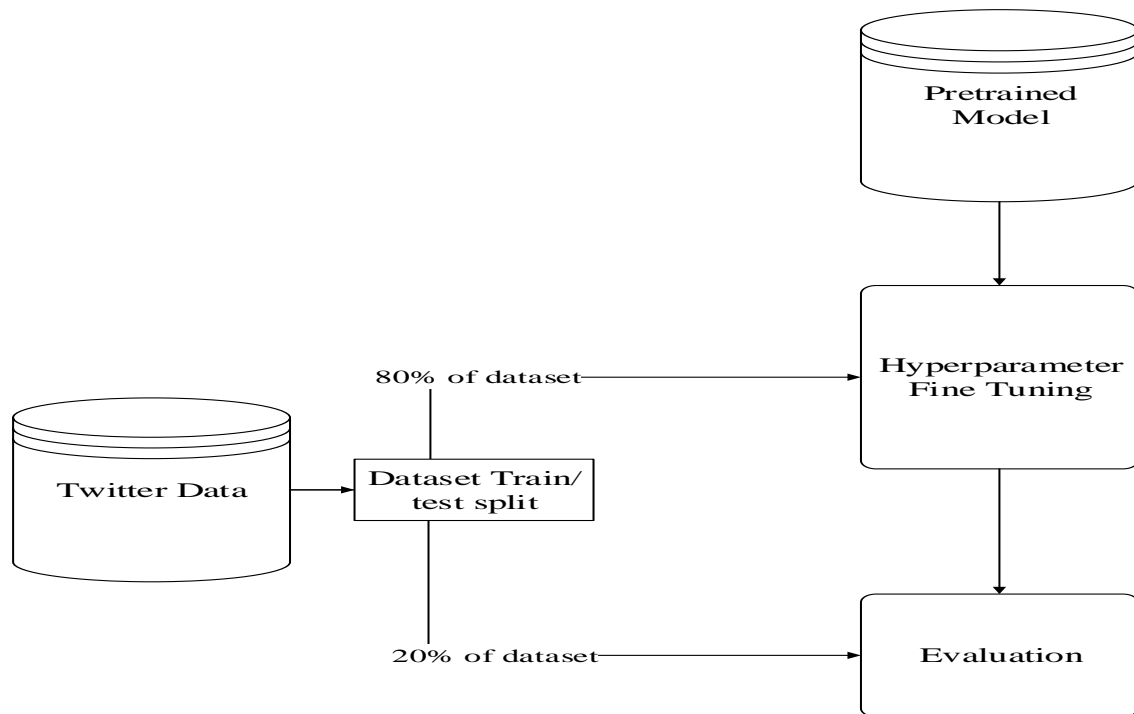 Pretrained
Model
80% of dataset
Hyperparameter
Fine Tuning
Twitter Data
Dataset Train/
test split
20% of dataset
Evaluation